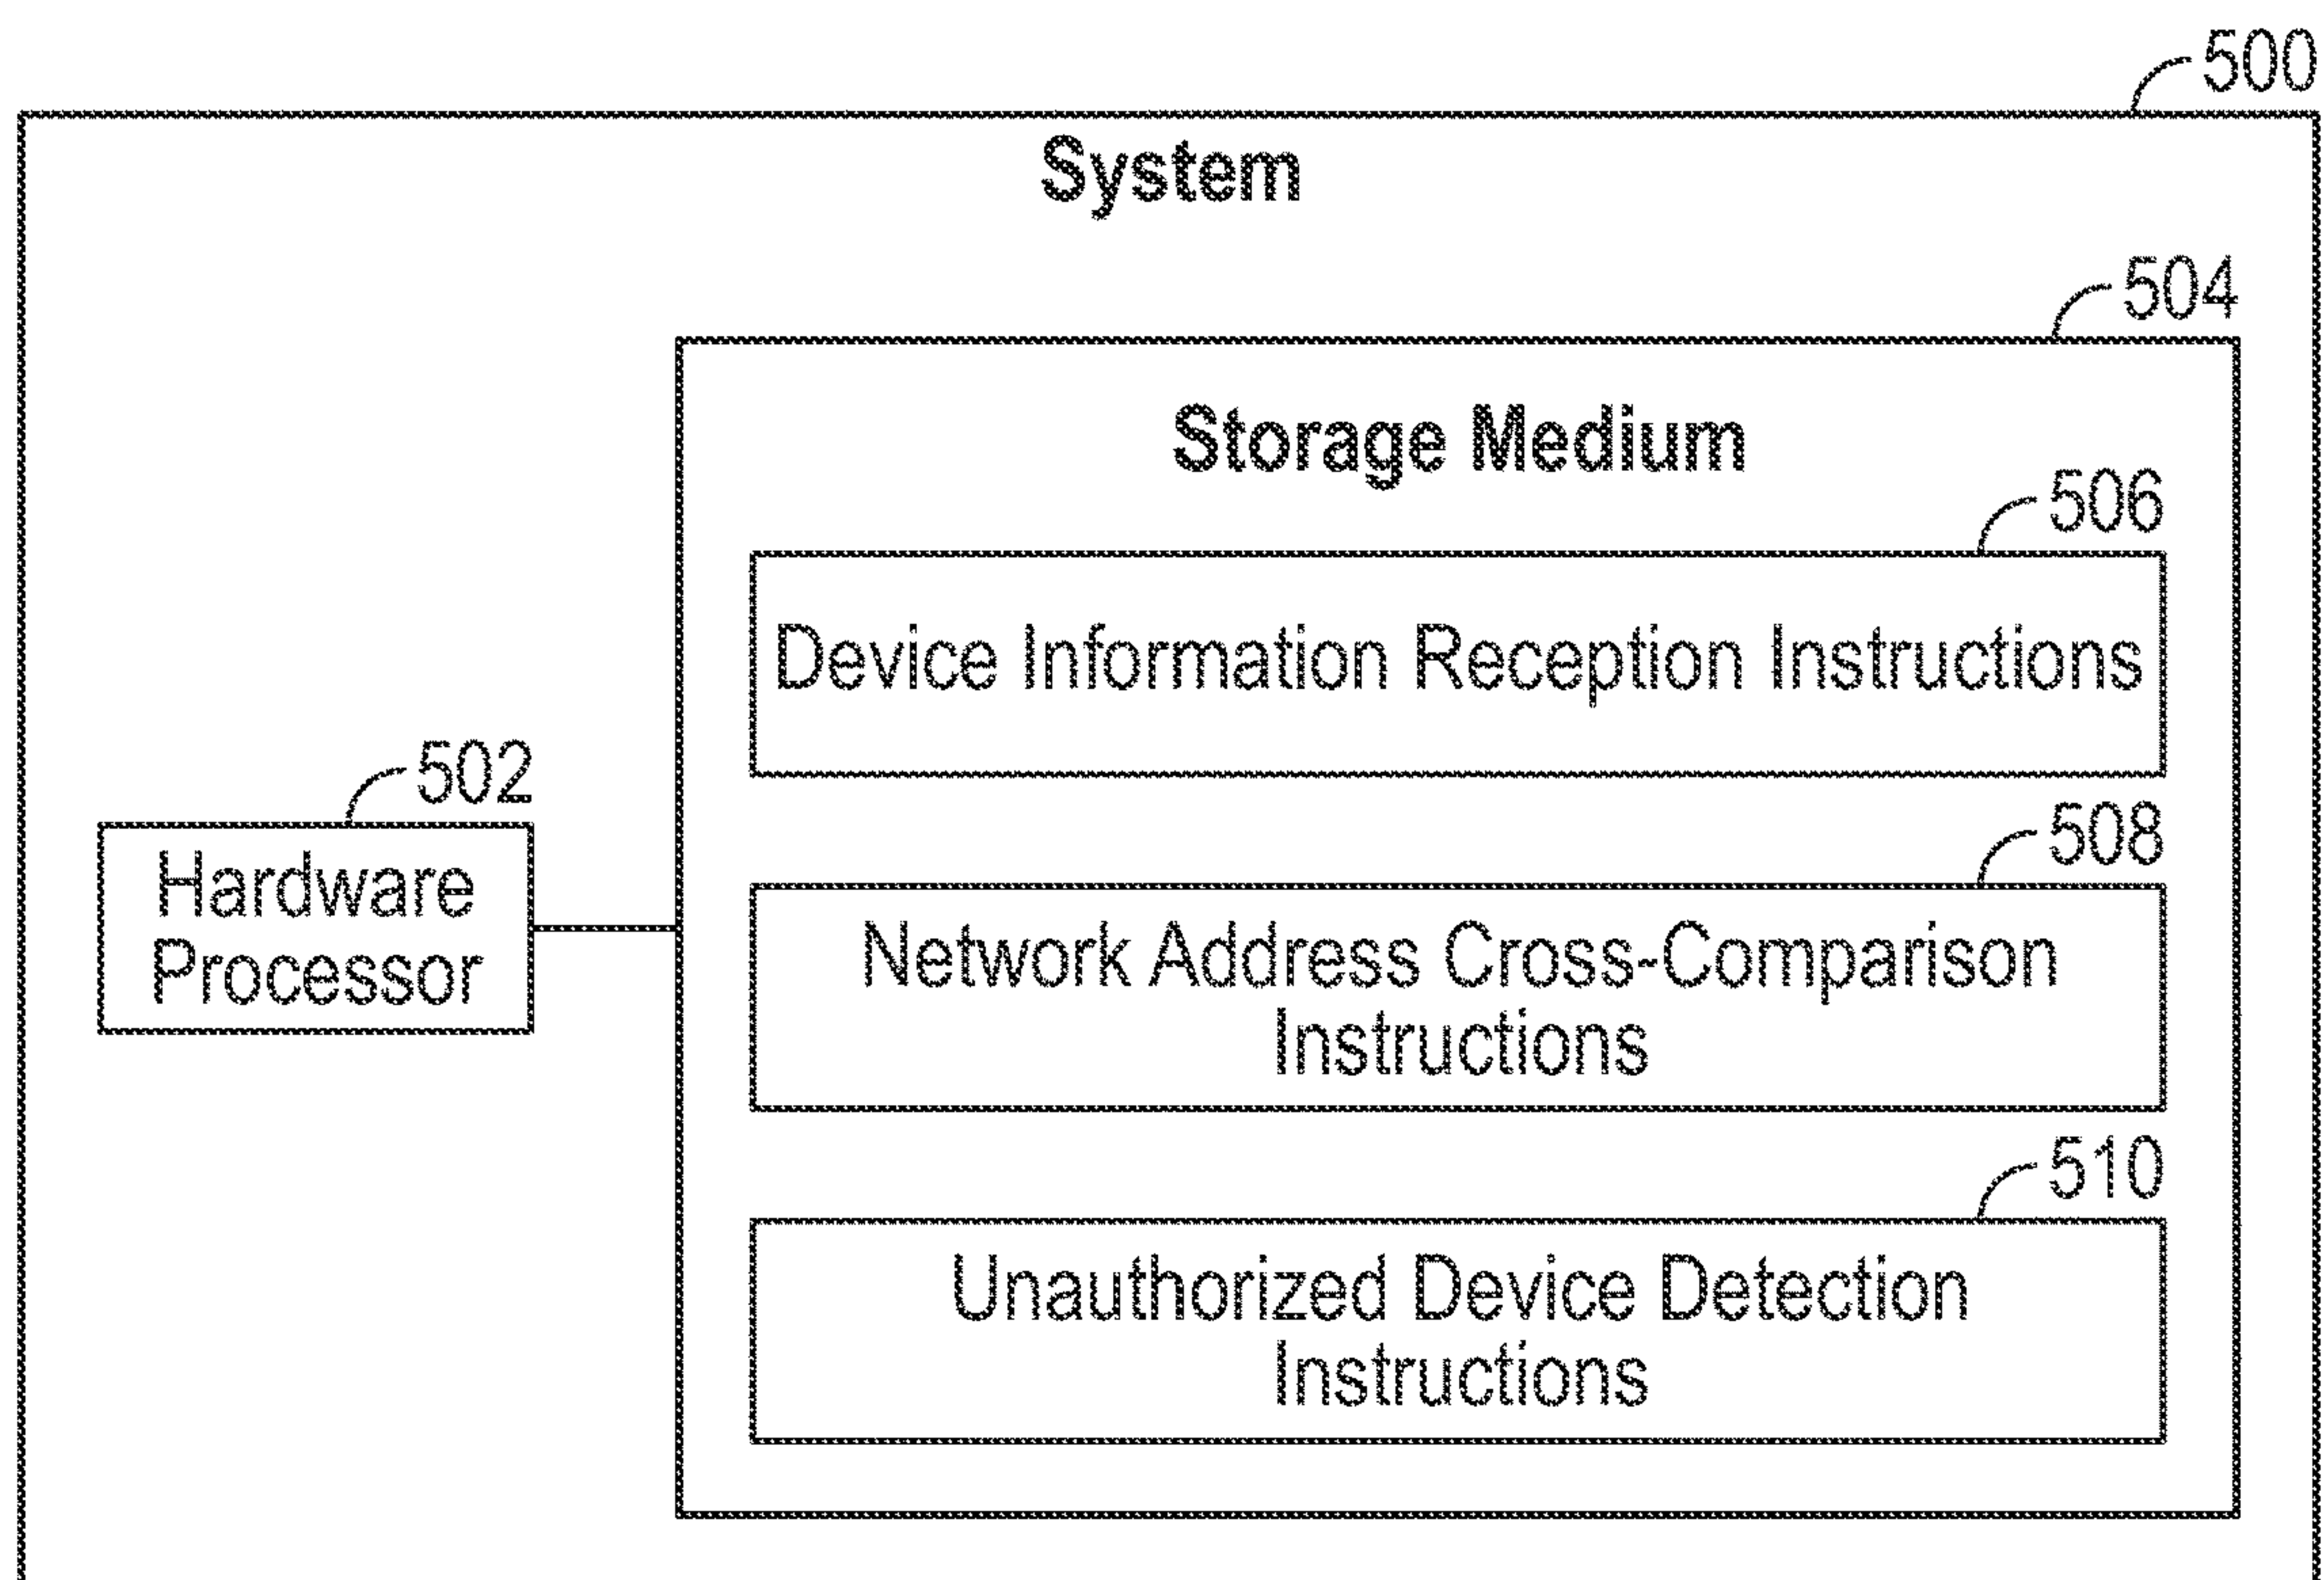 500
System
504
Storage Medium
506
Device Information Reception Instructions
502
Hardware
Processor
508
Network Address Cross-Comparison
Instructions
510
Unauthorized Device Detection
Instructions